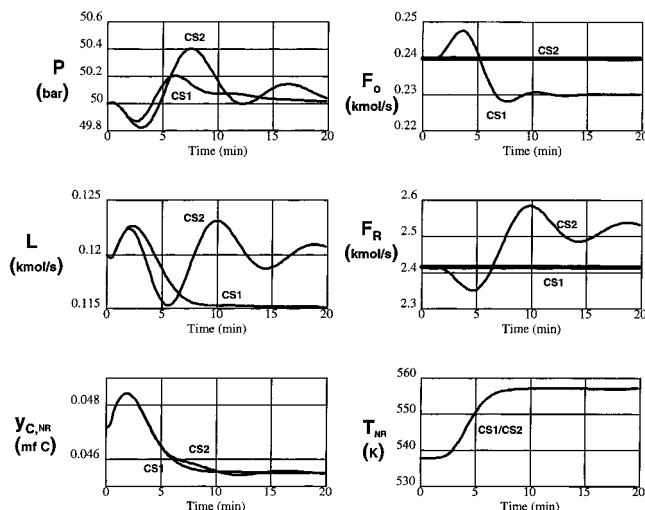 50.6
50.4
50.2
50
49.8
P
(bar)
CS2
CS1
0 5 10 15 20
Time (min)
0.25
0.24
0.23
0.22
Fo
(kmol/s)
CS2
CS1
0 5 10 15 20
Time (min)
0.125
0.12
0.115
L
(kmol/s)
CS2
CS1
0 5 10 15 20
Time (min)
2.6
2.5
2.4
2.3
FR
(kmol/s)
CS2
CS1
0 5 10 15 20
Time (min)
0.048
0.046
yC,NR
(mf C)
CS2
CS1
0 5 10 15 20
Time (min)
560
550
540
530
TNR
(K)
CS1/CS2
0 5 10 15 20
Time (min)